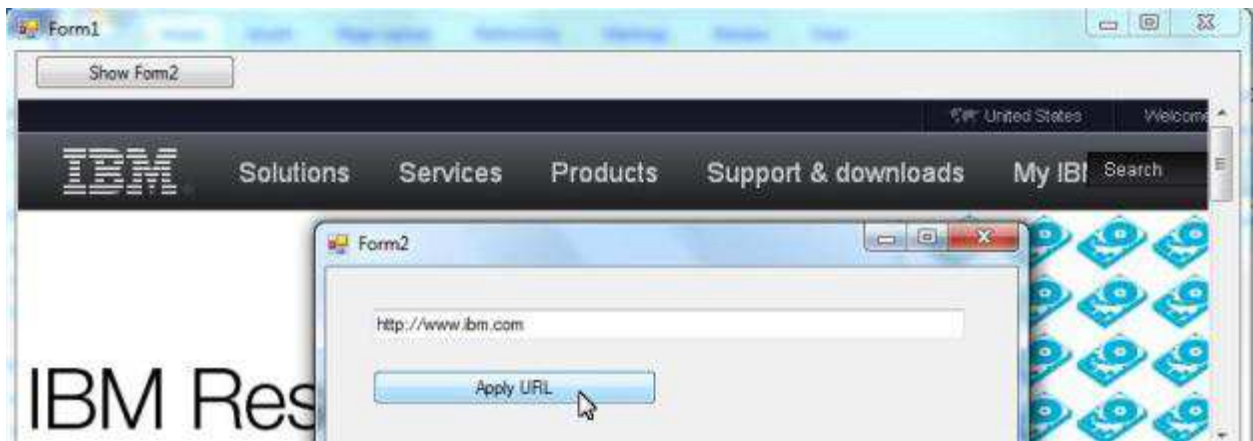 Form1
Show Form2
United States Welcome
IBM Solutions Services Products Support & downloads My IB Search
Form2
http://www.ibm.com
IBM Res
Apply URL